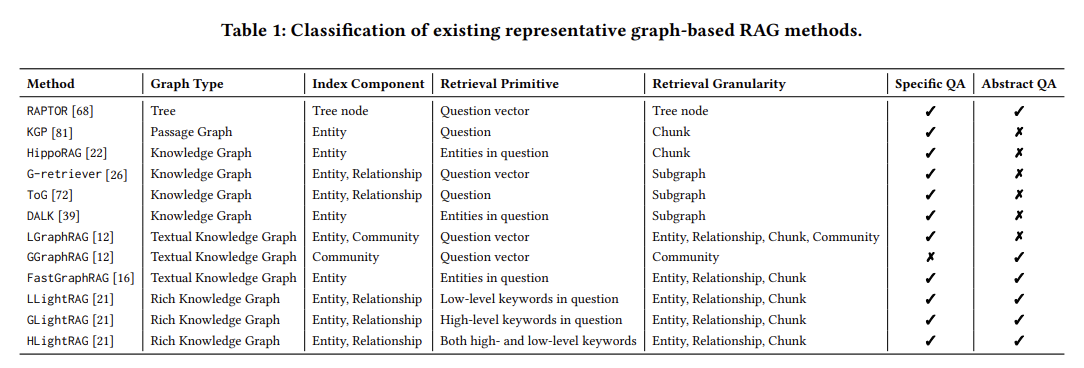 Table 1: Classification of existing representative graph-based RAG methods.
Method Graph Type Index Component Retrieval Primitive Retrieval Granularity Specific QA Abstract QA
RAPTOR [68] Tree Tree node Question vector Tree node ✓ ✓
KGP [81] Passage Graph Entity Question Chunk ✓ ✗
HippoRAG [22] Knowledge Graph Entity Entities in question Chunk ✓ ✗
G-retriever [26] Knowledge Graph Entity, Relationship Question vector Subgraph ✓ ✗
ToG [72] Knowledge Graph Entity, Relationship Question Subgraph ✓ ✗
DALK [39] Knowledge Graph Entity Entities in question Subgraph ✓ ✗
LGraphRAG [12] Textual Knowledge Graph Entity, Community Question vector Entity, Relationship, Chunk, Community ✓ ✗
GGraphRAG [12] Textual Knowledge Graph Community Question vector Community ✗ ✓
FastGraphRAG [16] Textual Knowledge Graph Entity Entities in question Entity, Relationship, Chunk ✓ ✓
LLightRAG [21] Rich Knowledge Graph Entity, Relationship Low-level keywords in question Entity, Relationship, Chunk ✓ ✓
GLightRAG [21] Rich Knowledge Graph Entity, Relationship High-level keywords in question Entity, Relationship, Chunk ✓ ✓
HLightRAG [21] Rich Knowledge Graph Entity, Relationship Both high- and low-level keywords Entity, Relationship, Chunk ✓ ✓